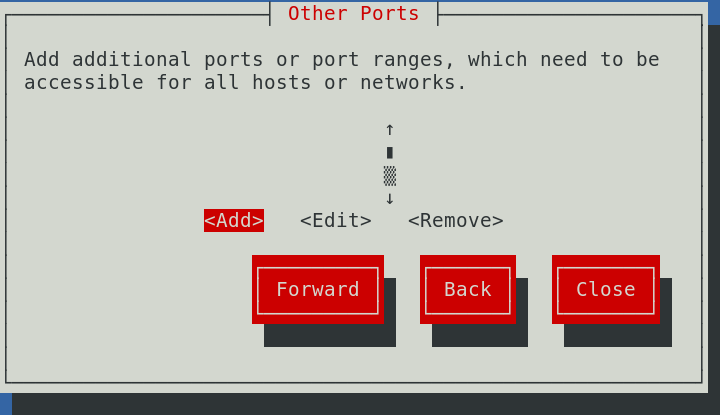 Other Ports
Add additional ports or port ranges, which need to be
accessible for all hosts or networks.
↑
↓
<Add> <Edit> <Remove>
Forward Back Close